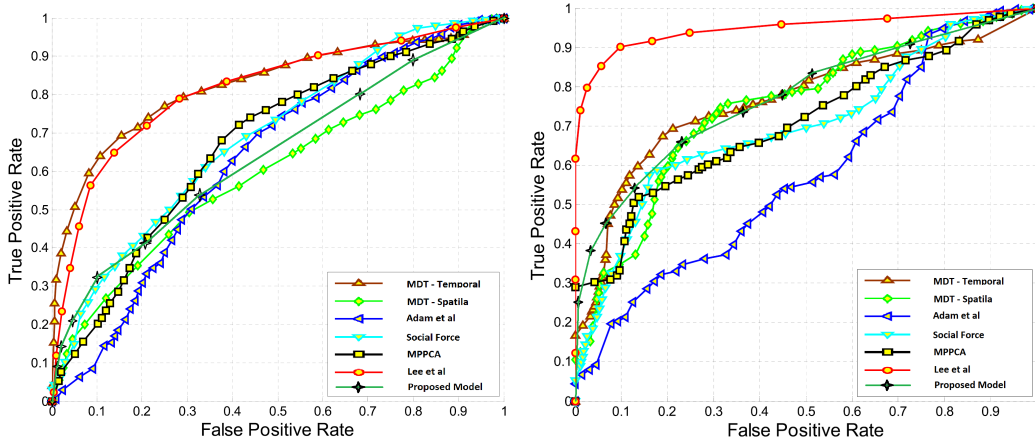 1
0.9
0.8
0.7
0.6
0.5
0.4
0.3
0.2
0.1
0
True Positive Rate
0 0.1 0.2 0.3 0.4 0.5 0.6 0.7 0.8 0.9 1
False Positive Rate
MDT - Temporal
MDT - Spatila
Adam et al
Social Force
MPPCA
Lee et al
Proposed Model
1
0.9
0.8
0.7
0.6
0.5
0.4
0.3
0.2
0.1
0
True Positive Rate
0 0.1 0.2 0.3 0.4 0.5 0.6 0.7 0.8 0.9
False Positive Rate
MDT - Temporal
MDT - Spatila
Adam et al
Social Force
MPPCA
Lee et al
Proposed Model